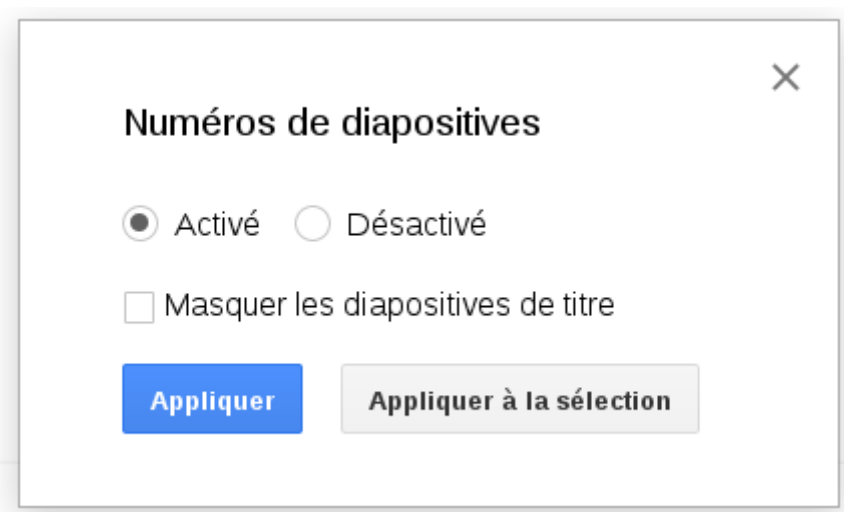 Numéros de diapositives
Activé Désactivé
Masquer les diapositives de titre
Appliquer Appliquer à la sélection